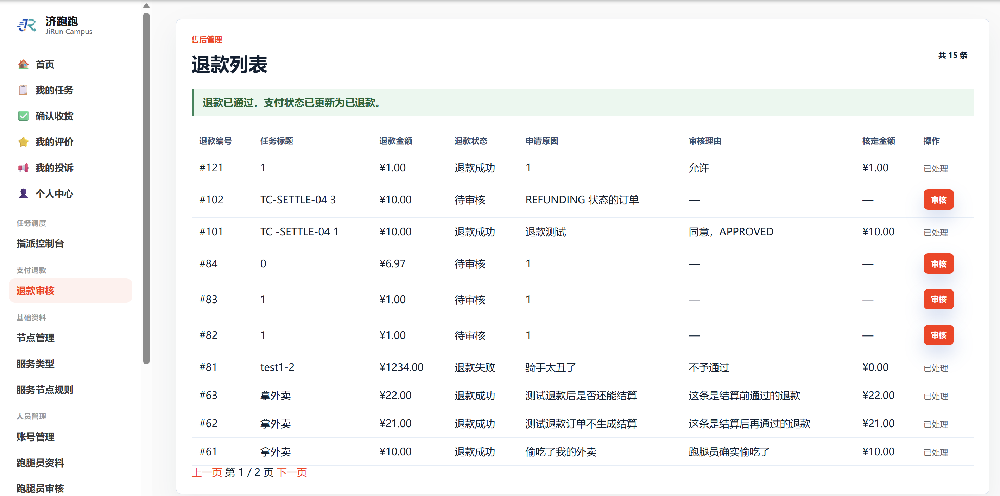 济跑跑
JiRun Campus
首页
我的任务
确认收货
我的评价
我的投诉
个人中心
任务调度
指派控制台
支付退款
退款审核
基础资料
节点管理
服务类型
服务节点规则
人员管理
账号管理
跑腿员资料
跑腿员审核
售后管理
退款列表
共 15 条
退款已通过，支付状态已更新为已退款。
退款编号 任务标题 退款金额 退款状态 申请原因 审核理由 核定金额 操作
#121 1 ¥1.00 退款成功 1 允许 ¥1.00 已处理
#102 TC-SETTLE-04 3 ¥10.00 待审核 REFUNDING 状态的订单 — — 审核
#101 TC -SETTLE-04 1 ¥10.00 退款成功 退款测试 同意，APPROVED ¥10.00 已处理
#84 0 ¥6.97 待审核 1 — — 审核
#83 1 ¥1.00 待审核 1 — — 审核
#82 1 ¥1.00 待审核 1 — — 审核
#81 test1-2 ¥1234.00 退款失败 骑手太丑了 不予通过 ¥0.00 已处理
#63 拿外卖 ¥22.00 退款成功 测试退款后是否还能结算 这条是结算前通过的退款 ¥22.00 已处理
#62 拿外卖 ¥21.00 退款成功 测试退款订单不生成结算 这条是结算后再通过的退款 ¥21.00 已处理
#61 拿外卖 ¥10.00 退款成功 偷吃了我的外卖 跑腿员确实偷吃了 ¥10.00 已处理
上一页 第 1 / 2 页 下一页